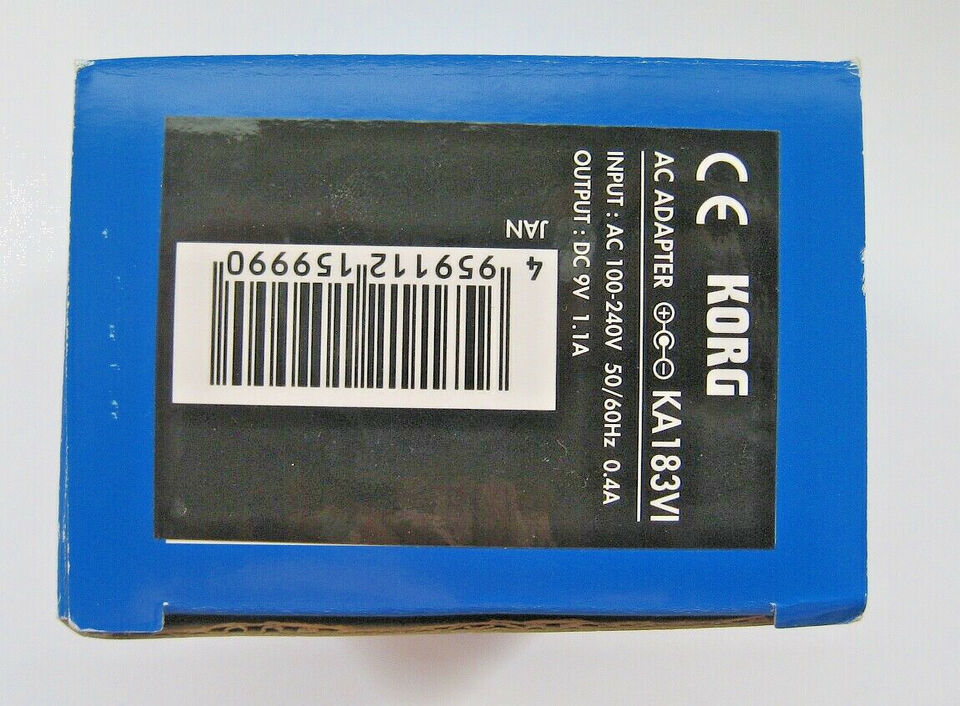 CE KORG
AC ADAPTER ⊕-C-⊖ KA183VI
INPUT : AC 100-240V 50/60Hz 0.4A
OUTPUT : DC 9V 1.1A
JAN
4 959112 159990